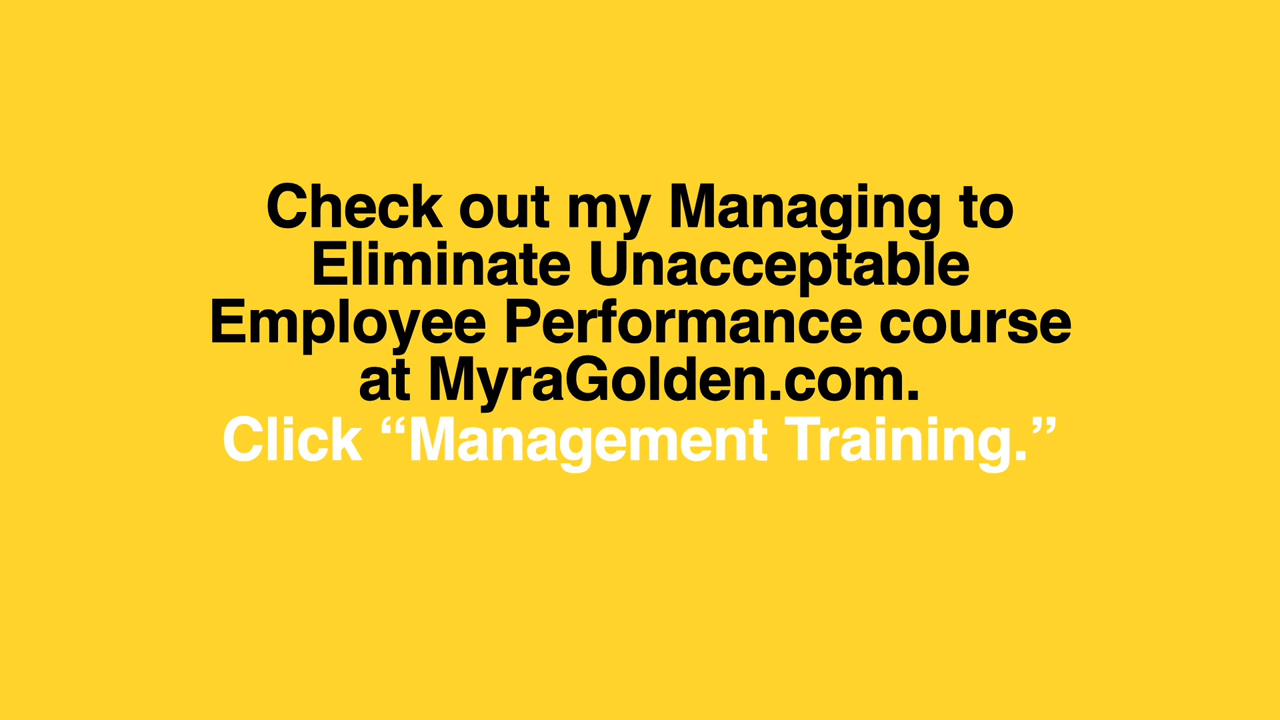 Check out my Managing to
Eliminate Unacceptable
Employee Performance course
at MyraGolden.com.
Click “Management Training.”